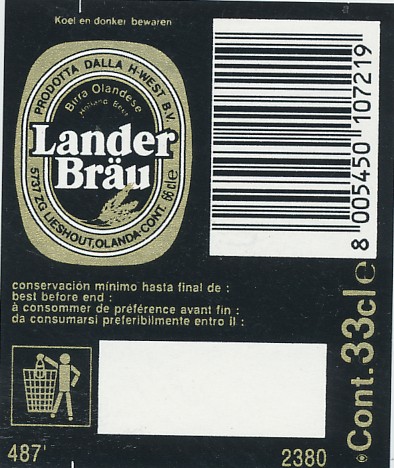 Koel en donker bewaren
PRODOTTA DALLA H-WEST B.V.
Birra Olandese
Holland Beer
Lander
Bräu
5737 ZG LIESHOUT, OLANDA·CONT. 66 cl e
8 005450 107219
conservación mínimo hasta final de :
best before end :
à consommer de préférence avant fin :
da consumarsi preferibilmente entro il :
Cont. 33cl e
487'
2380